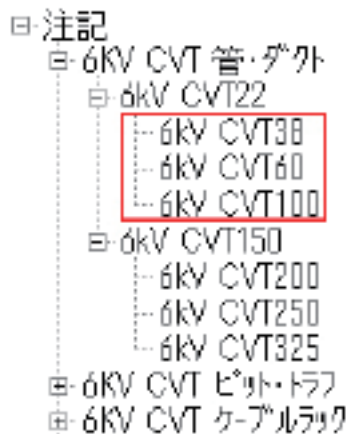 注記
6KV CVT 管・ダクト
6kV CVT22
6kV CVT38
6kV CVT60
6kV CVT100
6kV CVT150
6kV CVT200
6kV CVT250
6kV CVT325
6KV CVT ピット・トラフ
6KV CVT ケーブルラック